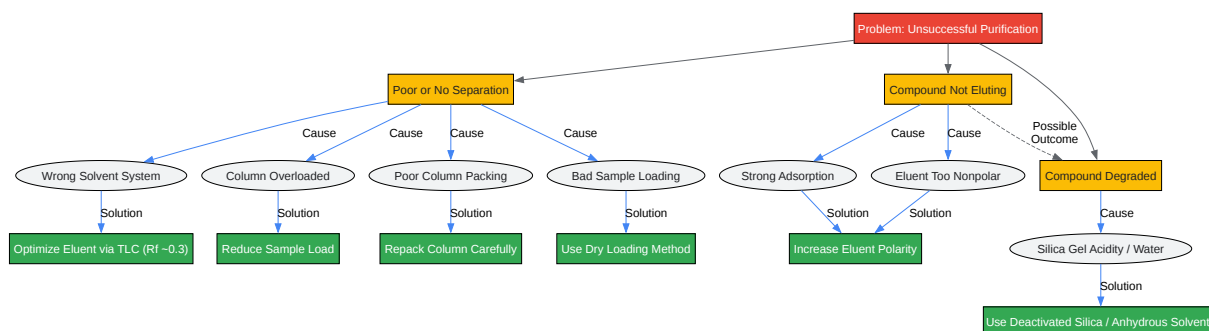 Problem: Unsuccessful Purification
Poor or No Separation
Compound Not Eluting
Cause
Cause
Cause
Cause
Cause
Cause
Possible
Outcome
Wrong Solvent System
Column Overloaded
Poor Column Packing
Bad Sample Loading
Strong Adsorption
Eluent Too Nonpolar
Compound Degraded
Solution
Solution
Solution
Solution
Solution
Solution
Cause
Optimize Eluent via TLC (Rf ~0.3)
Reduce Sample Load
Repack Column Carefully
Use Dry Loading Method
Increase Eluent Polarity
Silica Gel Acidity / Water
Solution
Use Deactivated Silica / Anhydrous Solvent